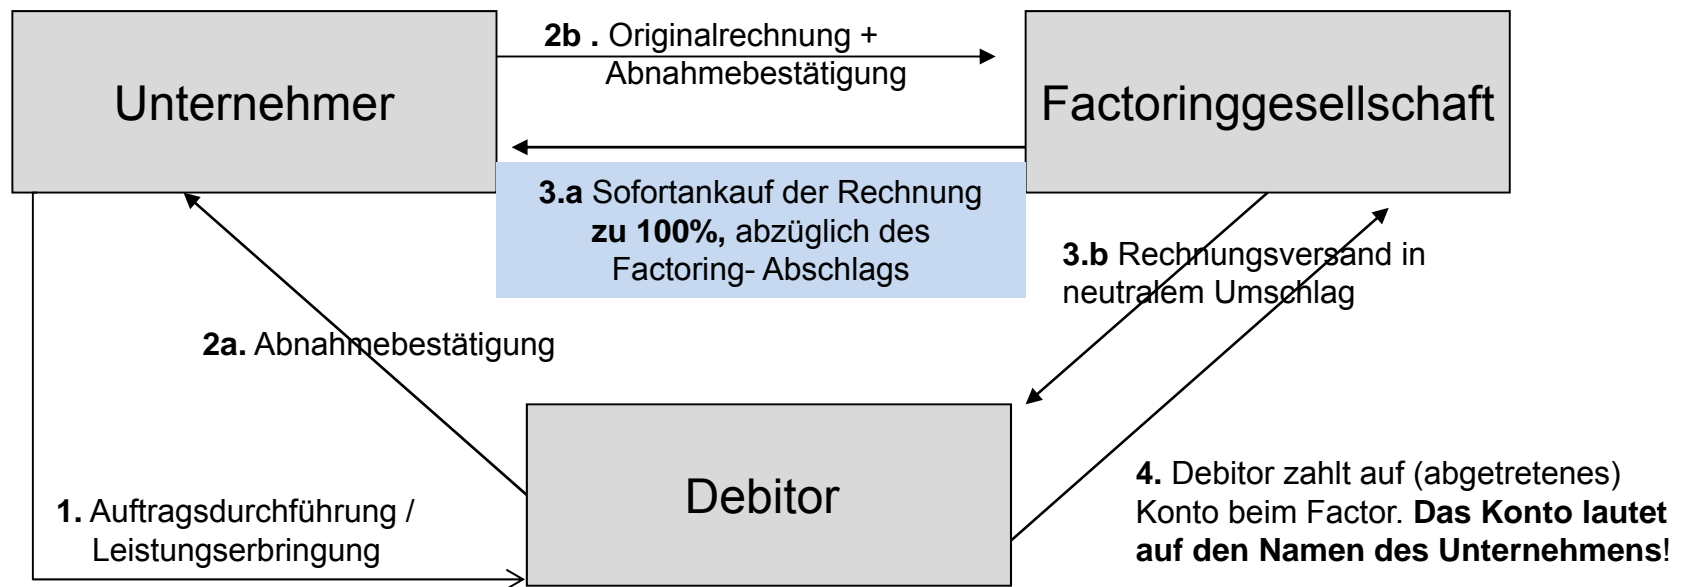 2b . Originalrechnung +
Abnahmebestätigung
Unternehmer
Factoringgesellschaft
3.a Sofortankauf der Rechnung
zu 100%, abzüglich des
Factoring- Abschlags
3.b Rechnungsversand in
neutralem Umschlag
2a. Abnahmebestätigung
Debitor
1. Auftragsdurchführung /
Leistungserbringung
4. Debitor zahlt auf (abgetretenes)
Konto beim Factor. Das Konto lautet
auf den Namen des Unternehmens!